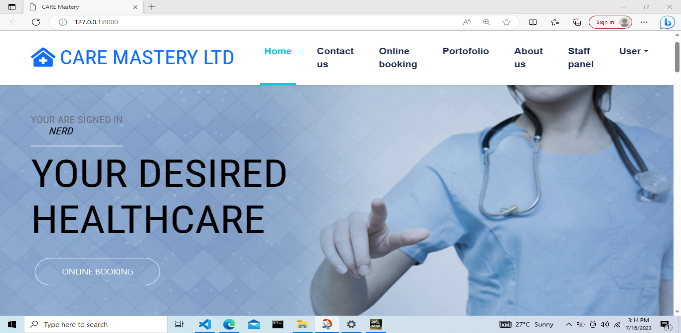 CARE Mastery
127.0.0.1:8000
Sign in
CARE MASTERY LTD
Home
Contact us
Online booking
Portofolio
About us
Staff panel
User
YOUR ARE SIGNED IN
NERD
YOUR DESIRED
HEALTHCARE
ONLINE BOOKING
Type here to search
27°C Sunny
3:14 PM
7/16/2023